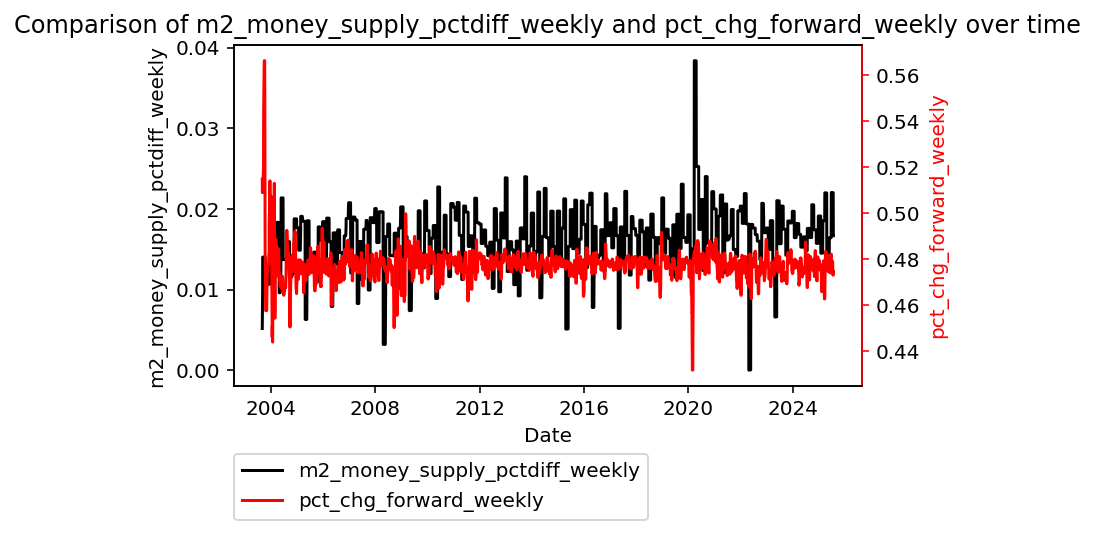 Comparison of m2_money_supply_pctdiff_weekly and pct_chg_forward_weekly over time
m2_money_supply_pctdiff_weekly
0.04
0.03
0.02
0.01
0.00
0.56
0.54
0.52
0.50
0.48
0.46
0.44
pct_chg_forward_weekly
2004 2008 2012 2016 2020 2024
Date
m2_money_supply_pctdiff_weekly
pct_chg_forward_weekly